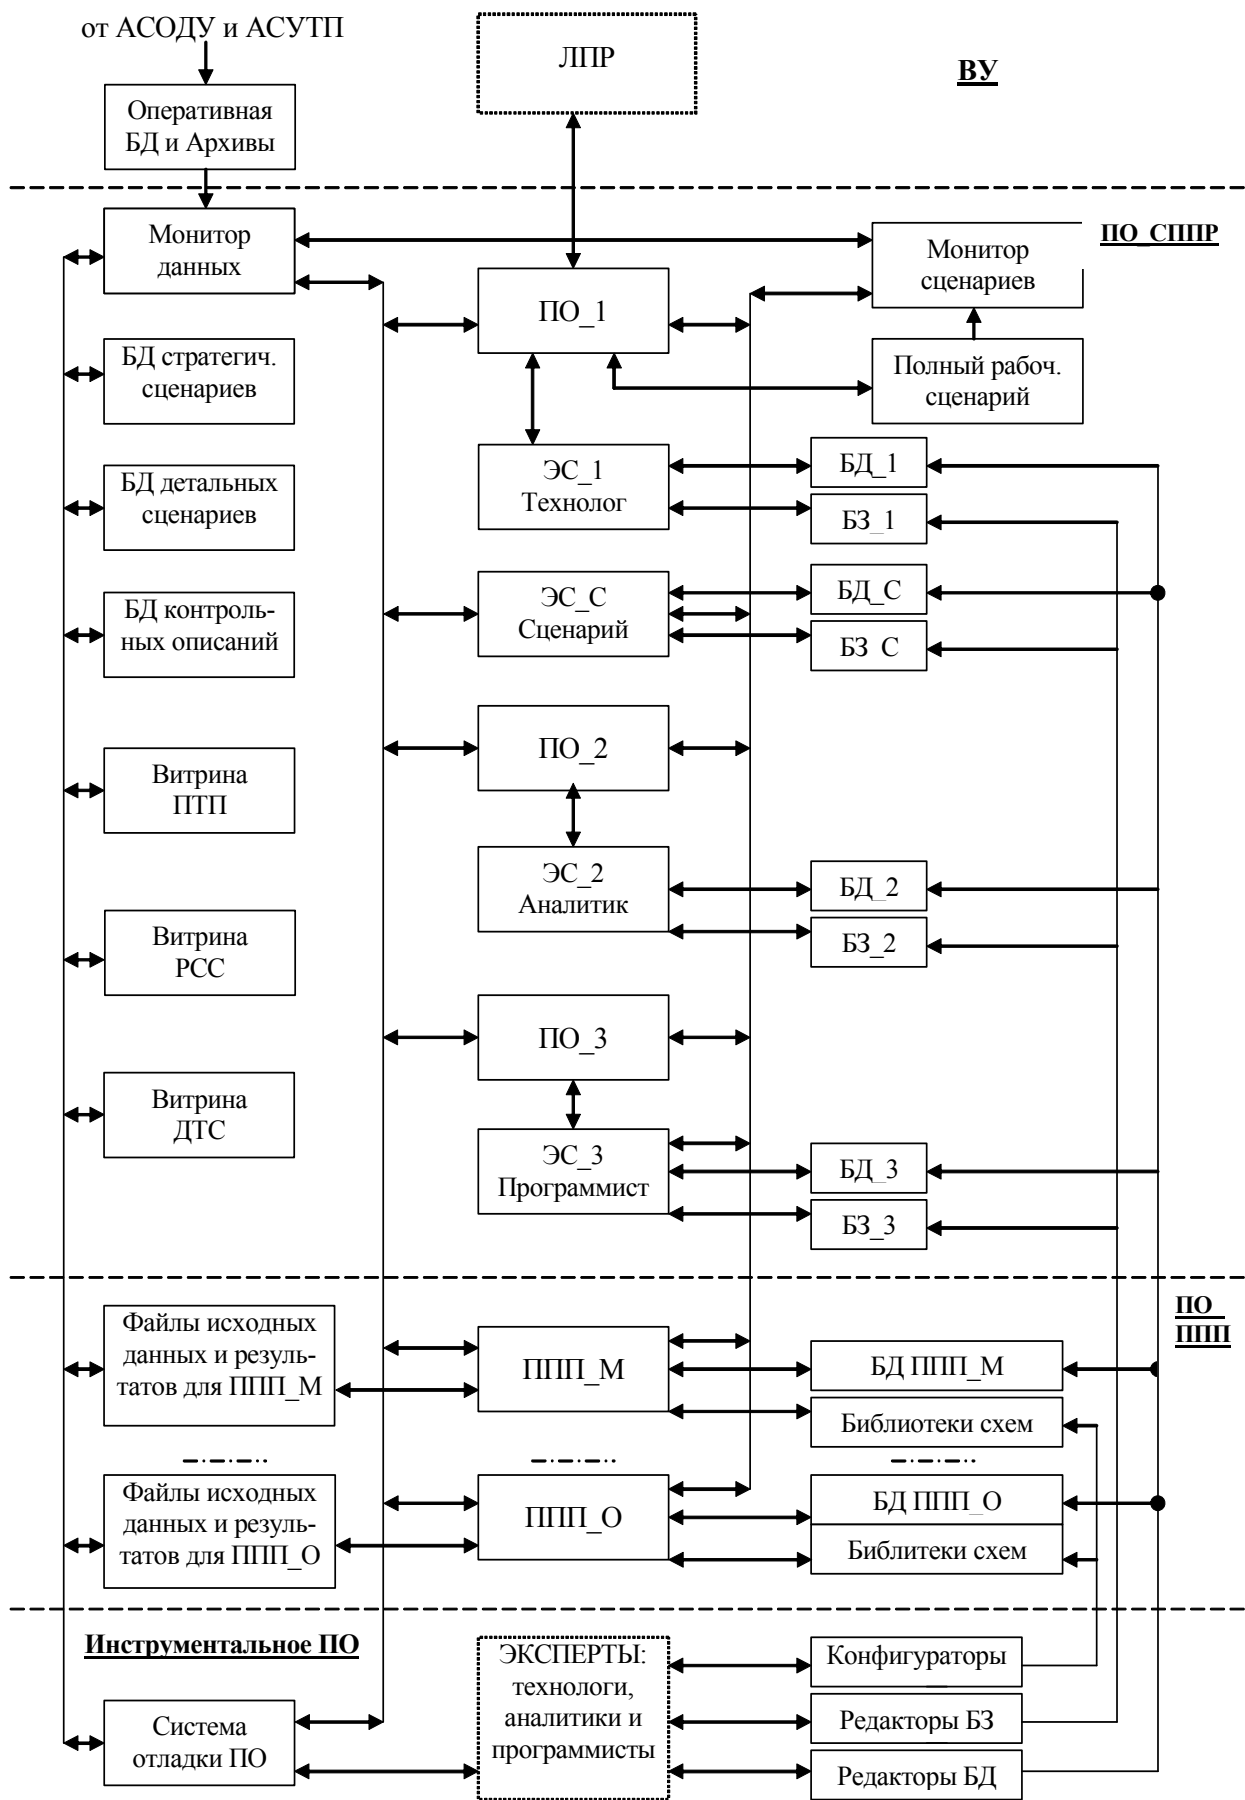 от АСОДУ и АСУТП
ЛПР
ВУ
Оперативная
БД и Архивы
Монитор
данных
ПО_СППР
Монитор
сценариев
ПО_1
БД стратегич.
сценариев
Полный рабоч.
сценарий
ЭС_1
Технолог
БД_1
БЗ_1
БД детальных
сценариев
ЭС_С
Сценарий
БД_С
БЗ_С
БД контроль-
ных описаний
ПО_2
Витрина
ПТП
ЭС_2
Аналитик
БД_2
БЗ_2
Витрина
РСС
ПО_3
Витрина
ДТС
ЭС_3
Программист
БД_3
БЗ_3
ПО_
ППП
Файлы исходных
данных и резуль-
татов для ППП_М
ППП_М
БД ППП_М
Библиотеки схем
Файлы исходных
данных и резуль-
татов для ППП_О
ППП_О
БД ППП_О
Библитеки схем
Инструментальное ПО
ЭКСПЕРТЫ:
технологи,
аналитики и
программисты
Конфигураторы
Редакторы БЗ
Редакторы БД
Система
отладки ПО